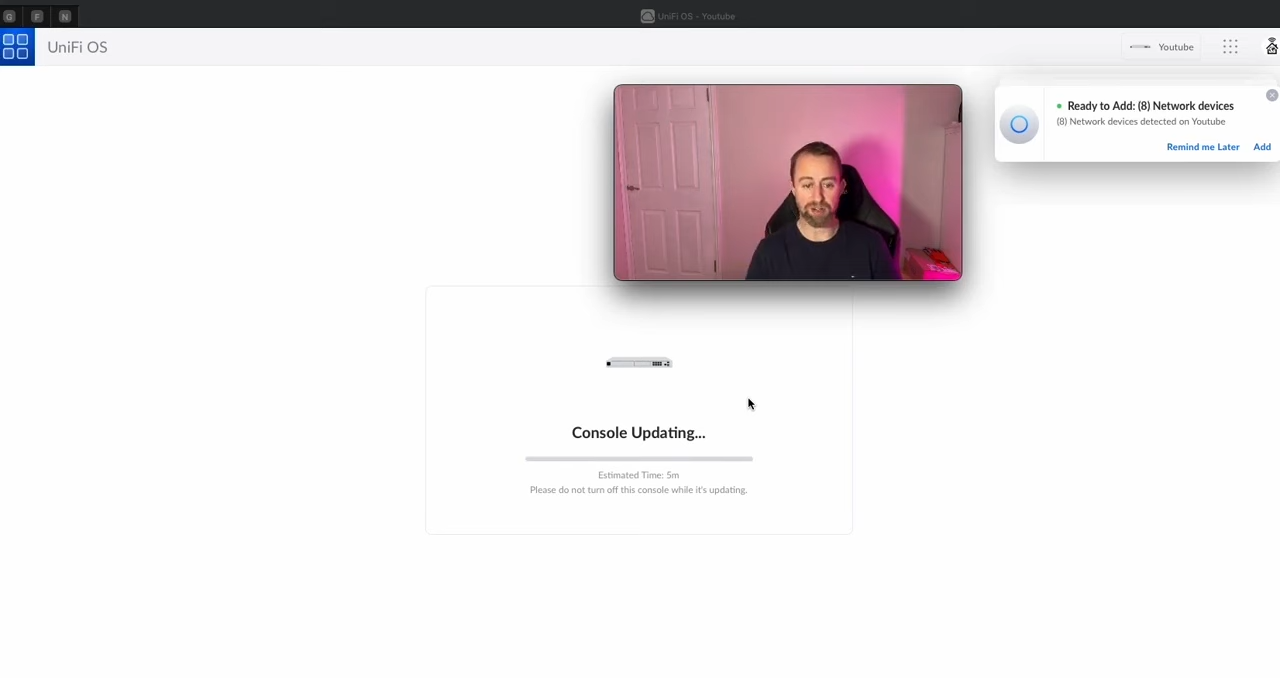 G
F
N
UniFi OS - Youtube
UniFi OS
Youtube
Ready to Add: (8) Network devices
(8) Network devices detected on Youtube
Remind me Later
Add
Console Updating...
Estimated Time: 5m
Please do not turn off this console while it's updating.